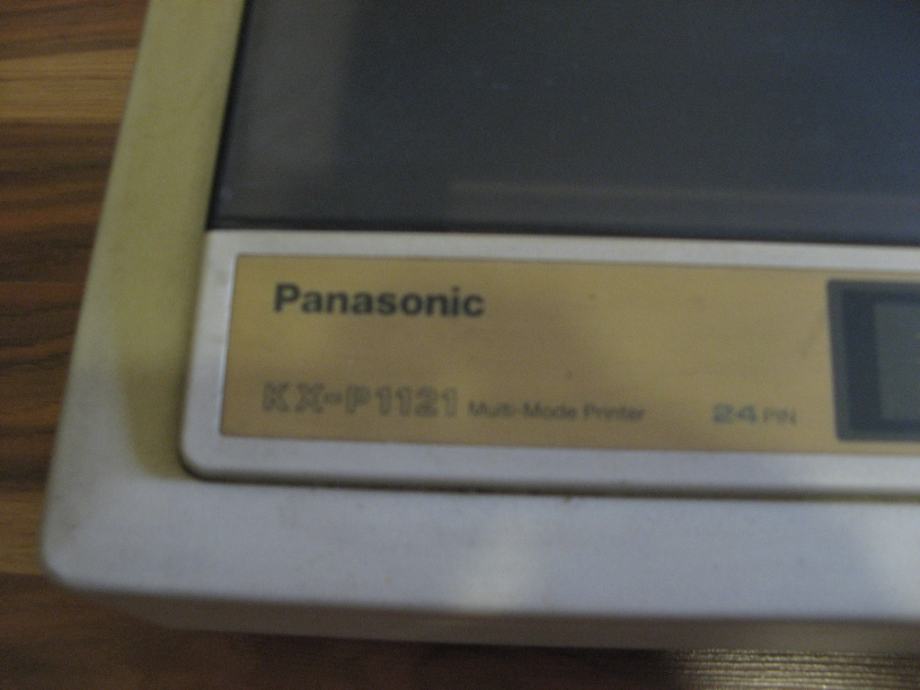 Panasonic
KX-P1121 Multi-Mode Printer 24 PIN